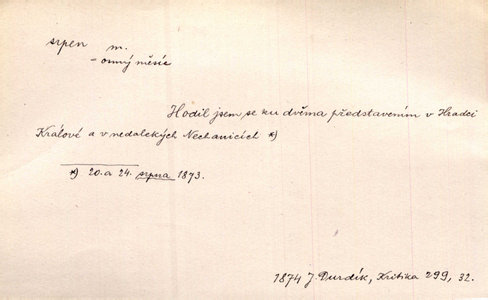 srpen m.
= osmý měsíc
Hodil jsem se ku dvěma představením v Hradci
Králové a v nedalekých Nechanicích *)
*) 20. a 24. srpna 1873.
1874 J. Durdík, Kritika 299, 32.